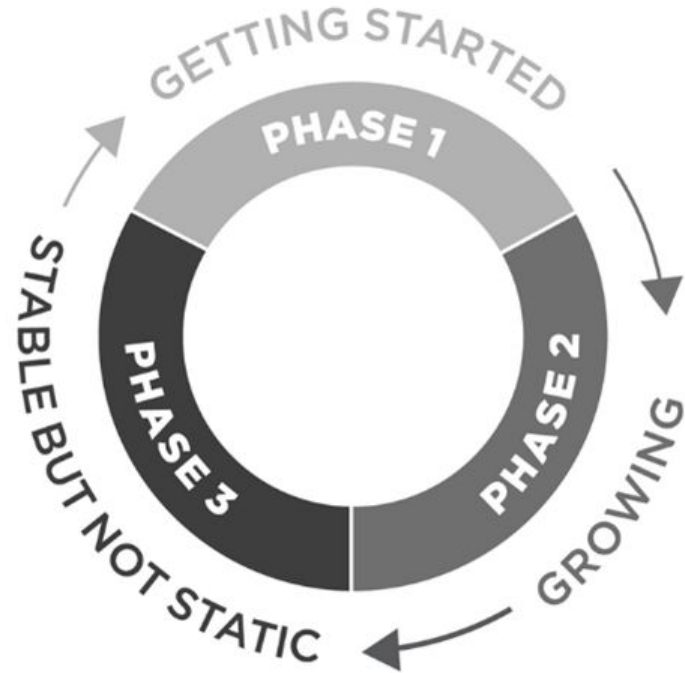 GETTING STARTED
PHASE 1
PHASE 2
GROWING
PHASE 3
STABLE BUT NOT STATIC